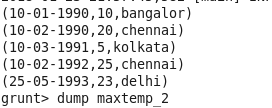 (10-01-1990,10,bangalor)
(10-02-1990,20,chennai)
(10-03-1991,5,kolkata)
(10-02-1992,25,chennai)
(25-05-1993,23,delhi)
grunt> dump maxtemp_2